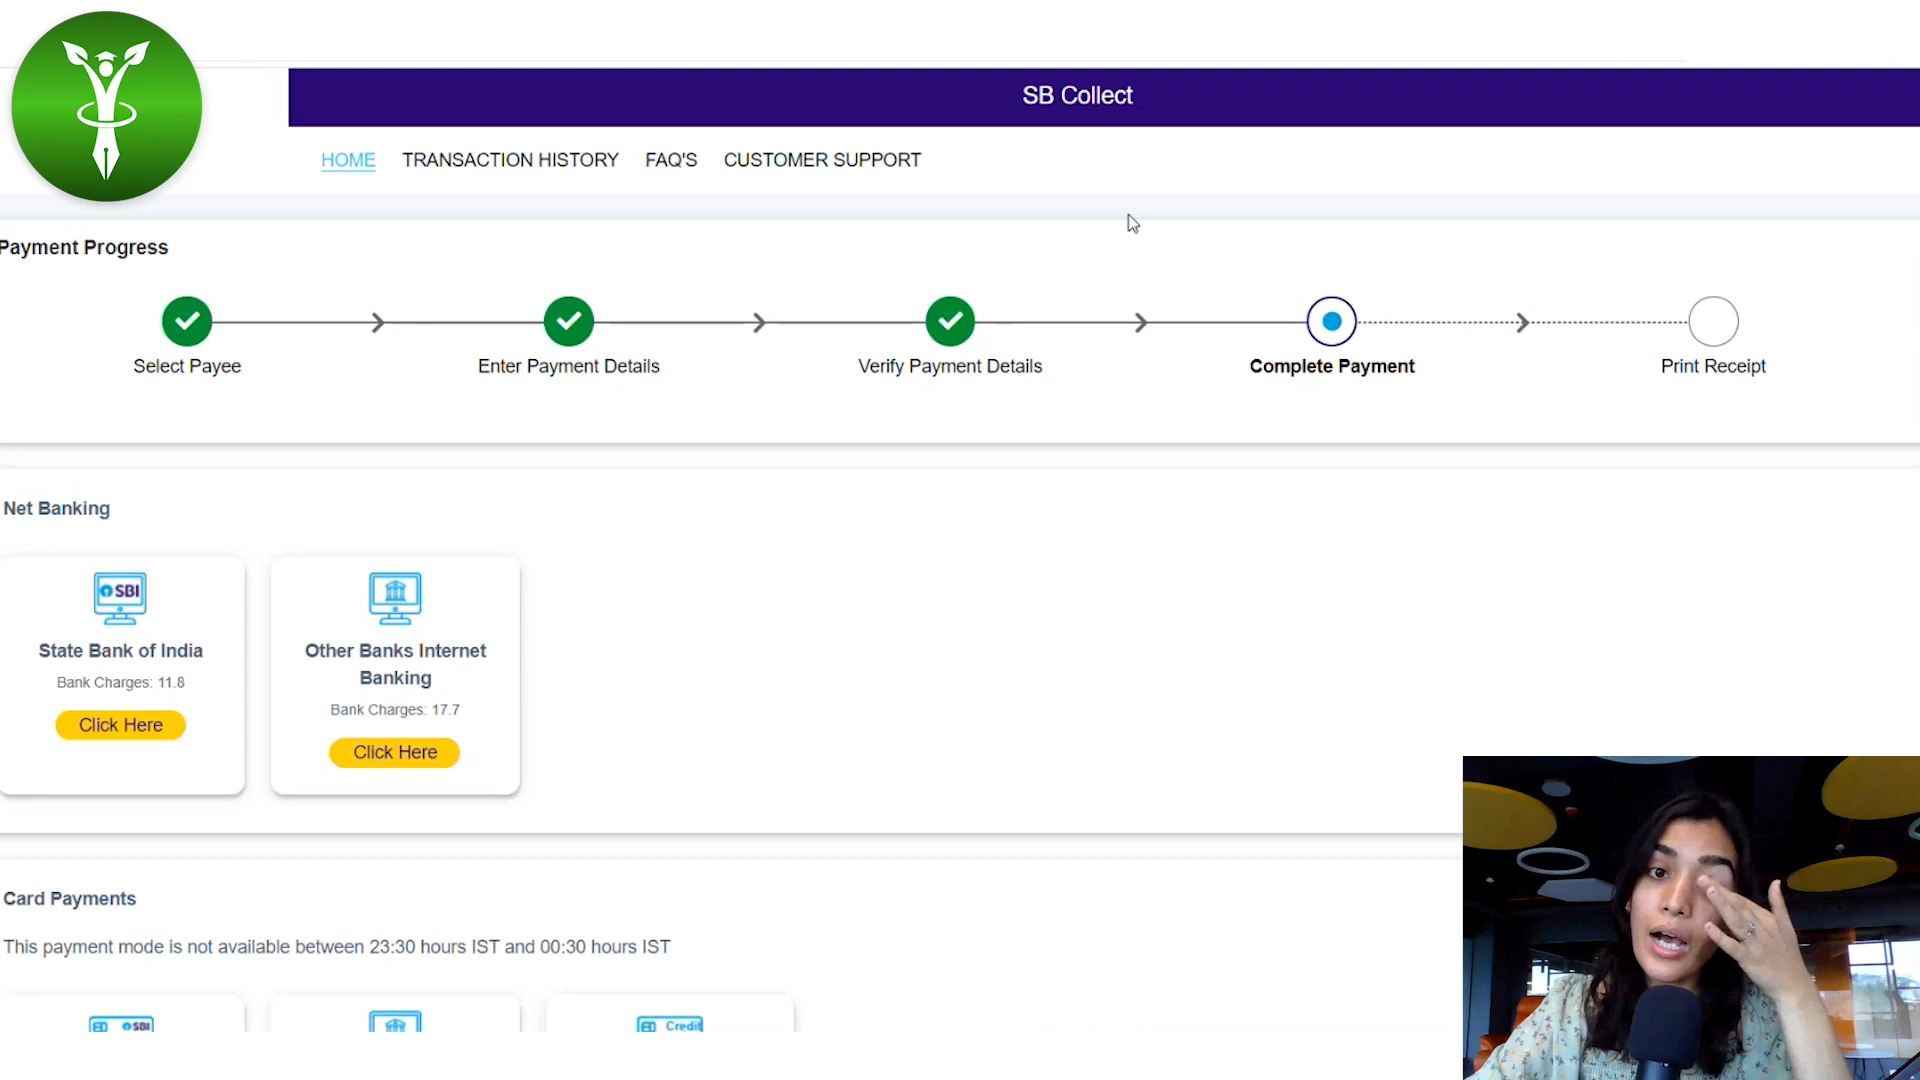 SB Collect
HOME TRANSACTION HISTORY FAQ'S CUSTOMER SUPPORT
Payment Progress
Select Payee Enter Payment Details Verify Payment Details Complete Payment Print Receipt
Net Banking
SBI
State Bank of India
Bank Charges: 11.8
Click Here
Other Banks Internet
Banking
Bank Charges: 17.7
Click Here
Card Payments
This payment mode is not available between 23:30 hours IST and 00:30 hours IST
SBI
Credit